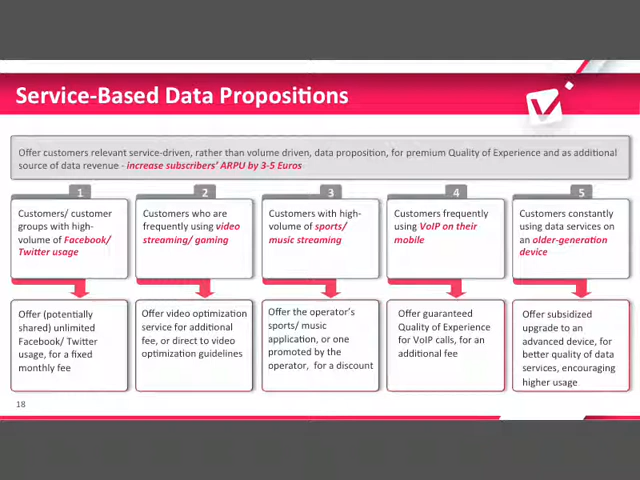 Service-Based Data Propositions
Offer customers relevant service-driven, rather than volume driven, data proposition, for premium Quality of Experience and as additional
source of data revenue - increase subscribers' ARPU by 3-5 Euros
1
Customers/ customer
groups with high-
volume of Facebook/
Twitter usage
Offer (potentially
shared) unlimited
Facebook/ Twitter
usage, for a fixed
monthly fee
2
Customers who are
frequently using video
streaming/ gaming
Offer video optimization
service for additional
fee, or direct to video
optimization guidelines
3
Customers with high-
volume of sports/
music streaming
Offer the operator's
sports/ music
application, or one
promoted by the
operator, for a discount
4
Customers frequently
using VoIP on their
mobile
Offer guaranteed
Quality of Experience
for VoIP calls, for an
additional fee
5
Customers constantly
using data services on
an older-generation
device
Offer subsidized
upgrade to an
advanced device, for
better quality of data
services, encouraging
higher usage
18